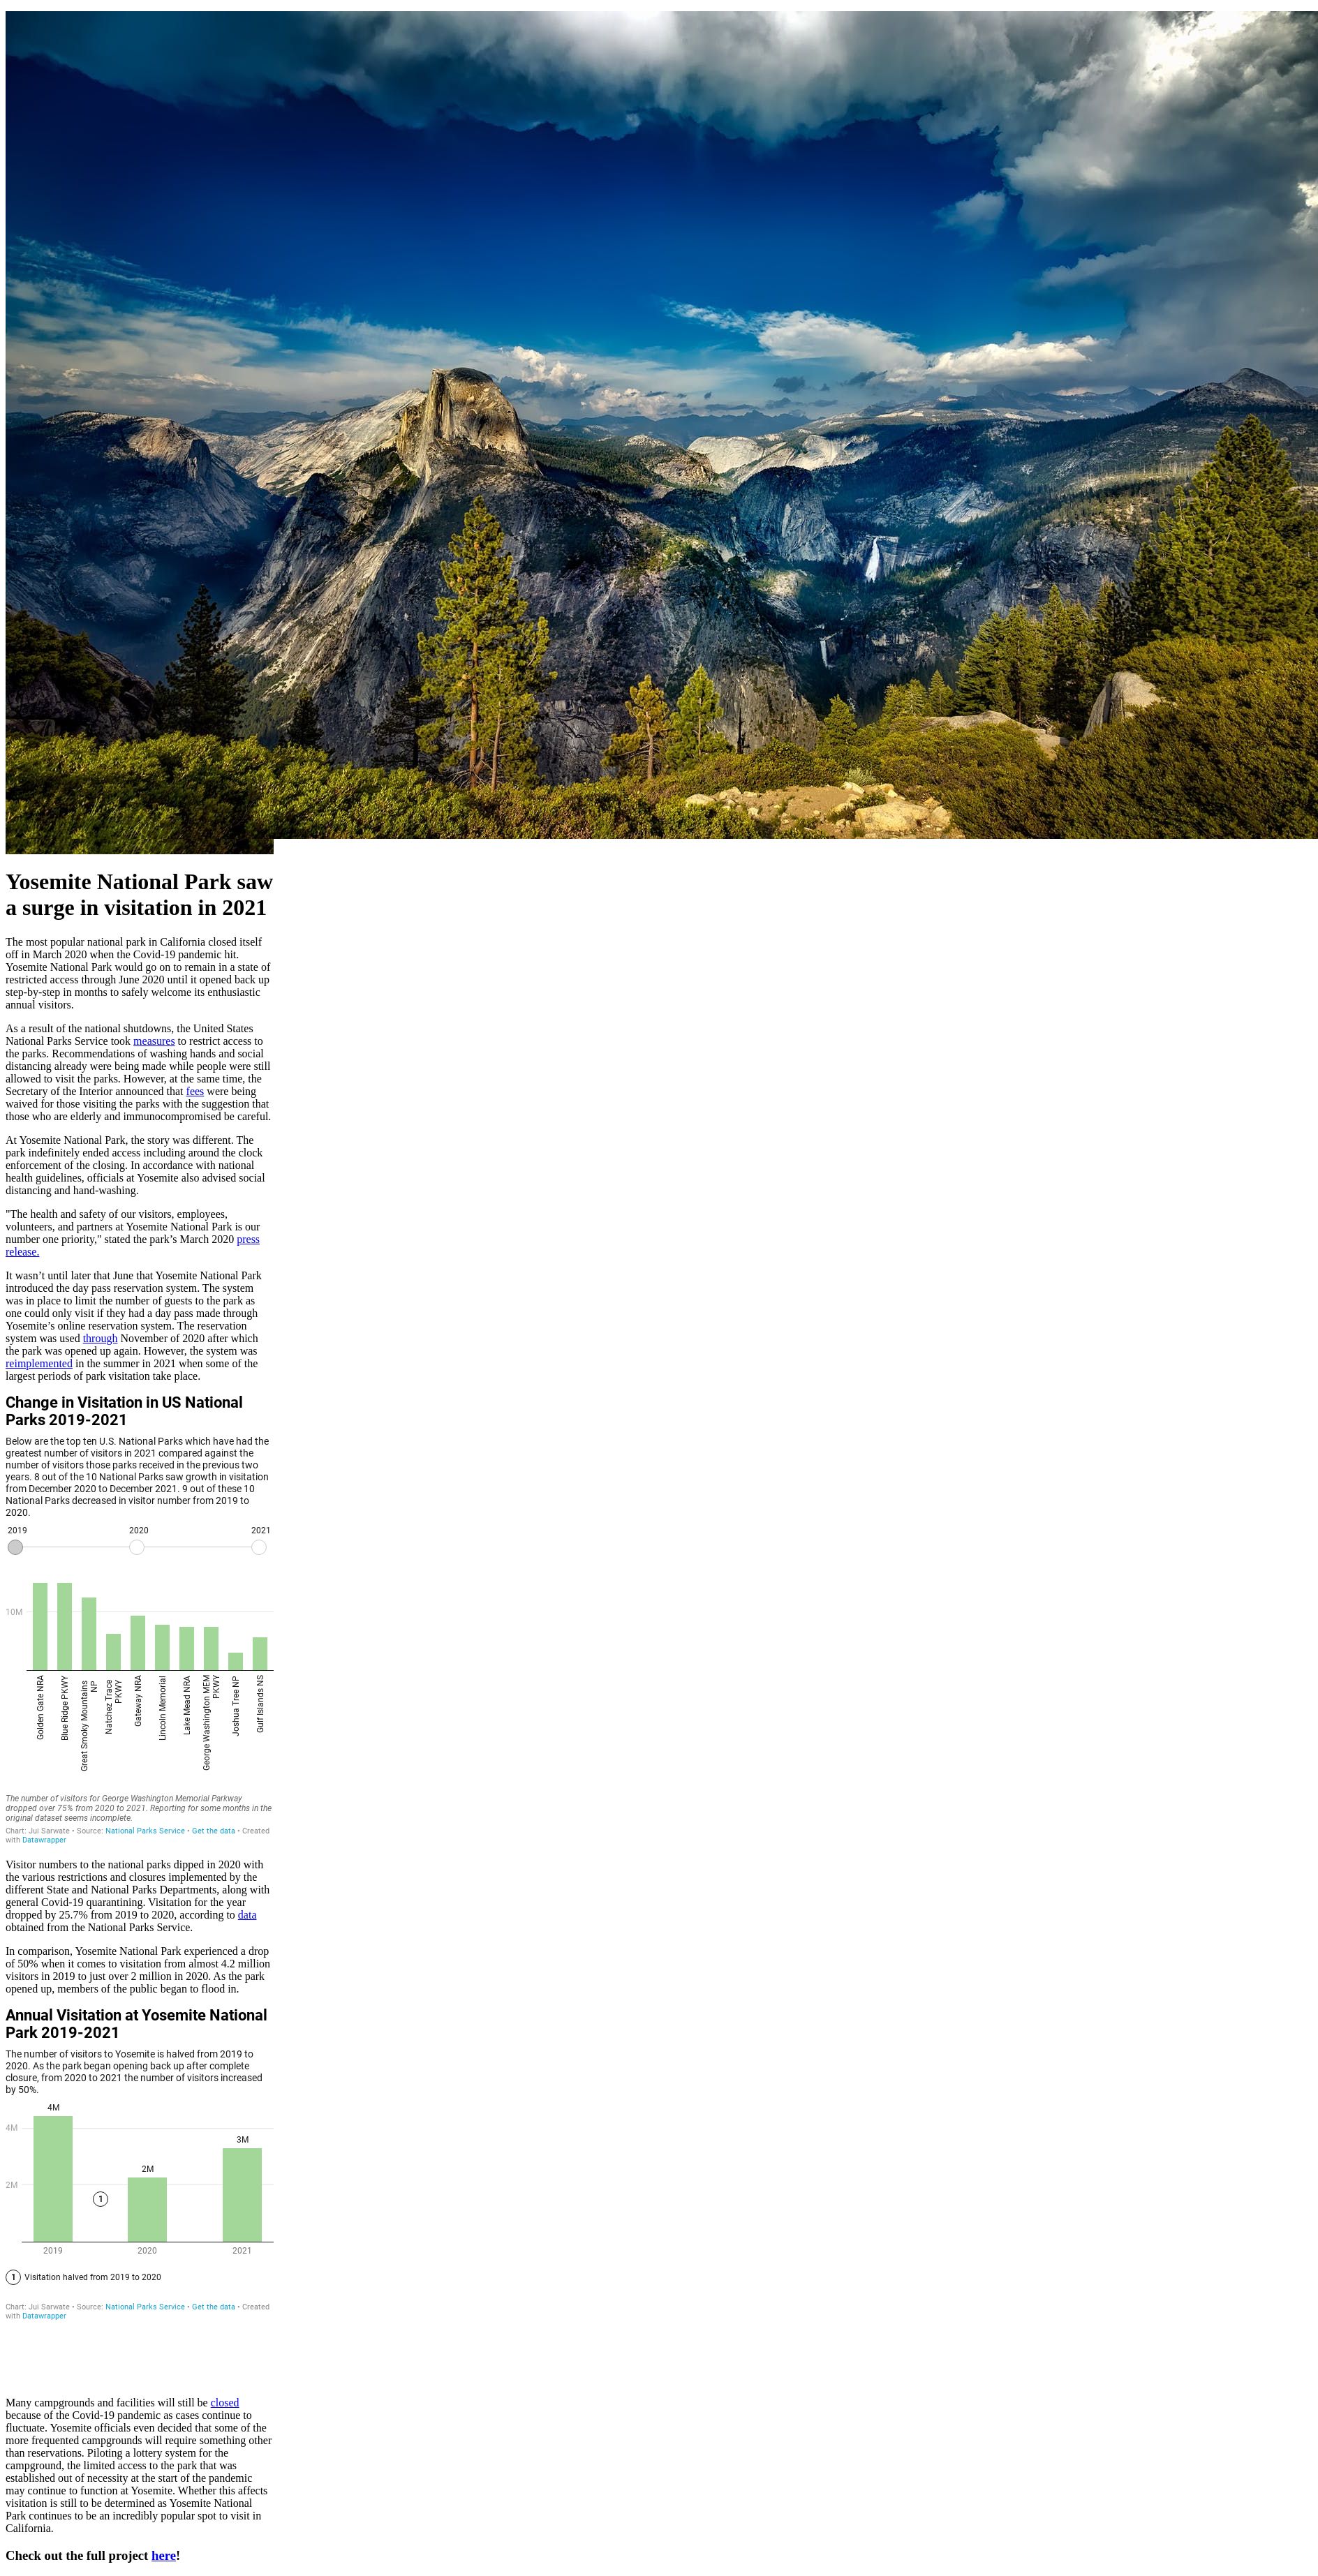 Yosemite National Park saw
a surge in visitation in 2021
The most popular national park in California closed itself
off in March 2020 when the Covid-19 pandemic hit.
Yosemite National Park would go on to remain in a state of
restricted access through June 2020 until it opened back up
step-by-step in months to safely welcome its enthusiastic
annual visitors.
As a result of the national shutdowns, the United States
National Parks Service took measures to restrict access to
the parks. Recommendations of washing hands and social
distancing already were being made while people were still
allowed to visit the parks. However, at the same time, the
Secretary of the Interior announced that fees were being
waived for those visiting the parks with the suggestion that
those who are elderly and immunocompromised be careful.
At Yosemite National Park, the story was different. The
park indefinitely ended access including around the clock
enforcement of the closing. In accordance with national
health guidelines, officials at Yosemite also advised social
distancing and hand-washing.
"The health and safety of our visitors, employees,
volunteers, and partners at Yosemite National Park is our
number one priority," stated the park’s March 2020 press
release.
It wasn’t until later that June that Yosemite National Park
introduced the day pass reservation system. The system
was in place to limit the number of guests to the park as
one could only visit if they had a day pass made through
Yosemite’s online reservation system. The reservation
system was used through November of 2020 after which
the park was opened up again. However, the system was
reimplemented in the summer in 2021 when some of the
largest periods of park visitation take place.
Change in Visitation in US National
Parks 2019-2021
Below are the top ten U.S. National Parks which have had the
greatest number of visitors in 2021 compared against the
number of visitors those parks received in the previous two
years. 8 out of the 10 National Parks saw growth in visitation
from December 2020 to December 2021. 9 out of these 10
National Parks decreased in visitor number from 2019 to
2020.
2019 2020 2021
10M
Golden Gate NRA
Blue Ridge PKWY
Great Smoky Mountains
NP
Natchez Trace
PKWY
Gateway NRA
Lincoln Memorial
Lake Mead NRA
George Washington MEM
PKWY
Joshua Tree NP
Gulf Islands NS
The number of visitors for George Washington Memorial Parkway
dropped over 75% from 2020 to 2021. Reporting for some months in the
original dataset seems incomplete.
Chart: Jui Sarwate • Source: National Parks Service • Get the data • Created
with Datawrapper
Visitor numbers to the national parks dipped in 2020 with
the various restrictions and closures implemented by the
different State and National Parks Departments, along with
general Covid-19 quarantining. Visitation for the year
dropped by 25.7% from 2019 to 2020, according to data
obtained from the National Parks Service.
In comparison, Yosemite National Park experienced a drop
of 50% when it comes to visitation from almost 4.2 million
visitors in 2019 to just over 2 million in 2020. As the park
opened up, members of the public began to flood in.
Annual Visitation at Yosemite National
Park 2019-2021
The number of visitors to Yosemite is halved from 2019 to
2020. As the park began opening back up after complete
closure, from 2020 to 2021 the number of visitors increased
by 50%.
4M
4M
3M
2M
2M
1
2019 2020 2021
1 Visitation halved from 2019 to 2020
Chart: Jui Sarwate • Source: National Parks Service • Get the data • Created
with Datawrapper
Many campgrounds and facilities will still be closed
because of the Covid-19 pandemic as cases continue to
fluctuate. Yosemite officials even decided that some of the
more frequented campgrounds will require something other
than reservations. Piloting a lottery system for the
campground, the limited access to the park that was
established out of necessity at the start of the pandemic
may continue to function at Yosemite. Whether this affects
visitation is still to be determined as Yosemite National
Park continues to be an incredibly popular spot to visit in
California.
Check out the full project here!